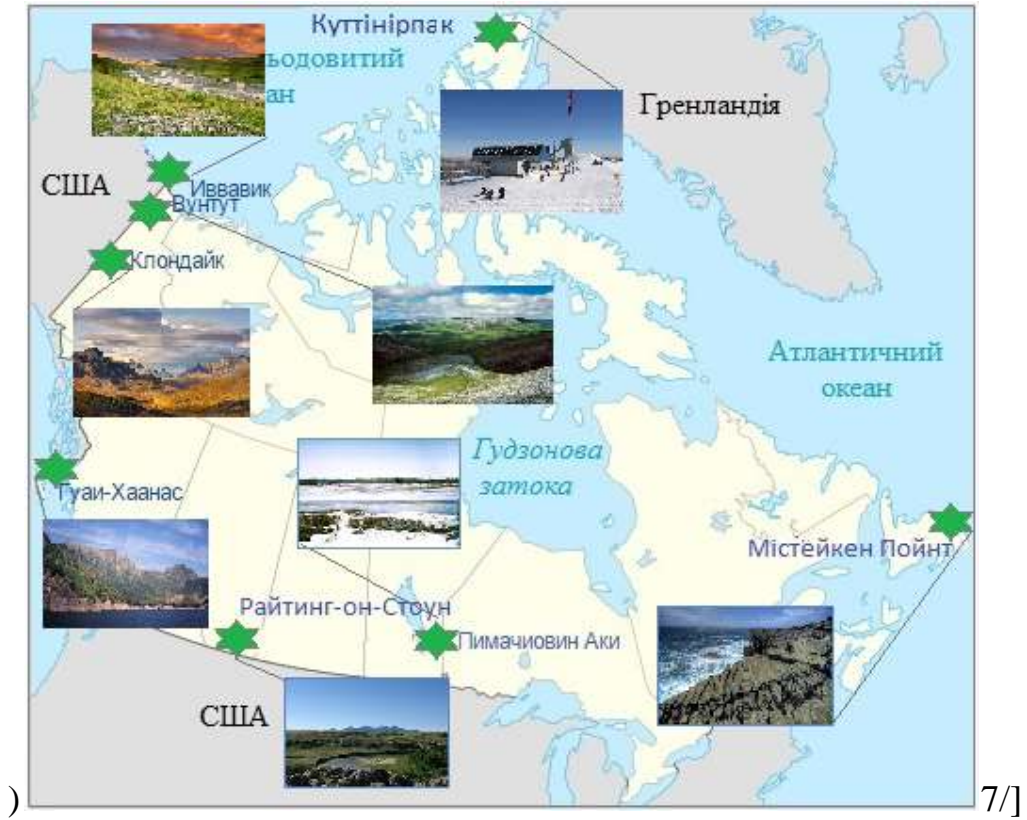 Куттінірпак
ьодовитий
ан
Гренландія
США
Иввавик
Вунтут
Клондайк
Атлантичний
океан
Гудзонова
затока
Гуаи-Хаанас
Містейкен Пойнт
Райтинг-он-Стоун
Пимачиовин Аки
США
) 7/]